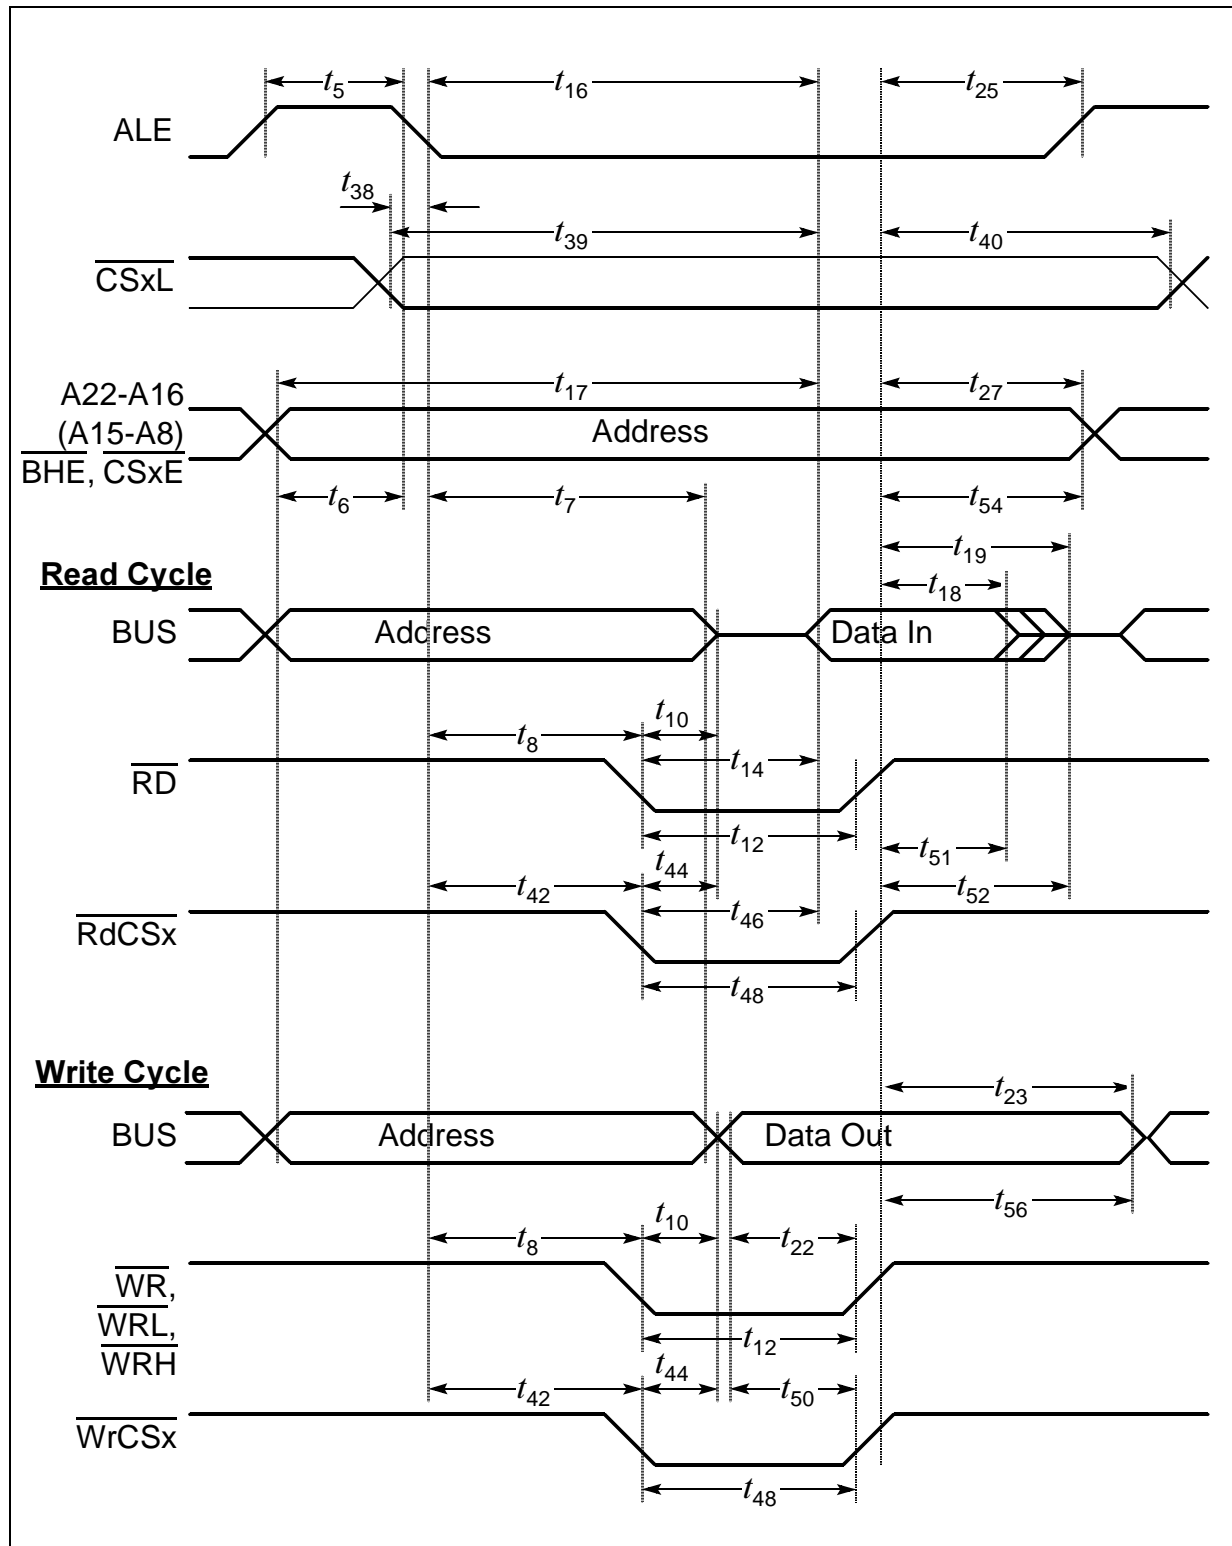 t5 t16 t25
ALE
t38
t39 t40
CSxL
t17 t27
A22-A16
(A15-A8) Address
BHE, CSxE
t6 t7 t54
t19
Read Cycle
t18
BUS Address Data In
t10
t8
t14
RD
t12 t51
t44
t42 t52
t46
RdCSx
t48
Write Cycle
t23
BUS Address Data Out
t56
t10
t8 t22
WR,
WRL,
t12
WRH
t44
t42 t50
WrCSx
t48